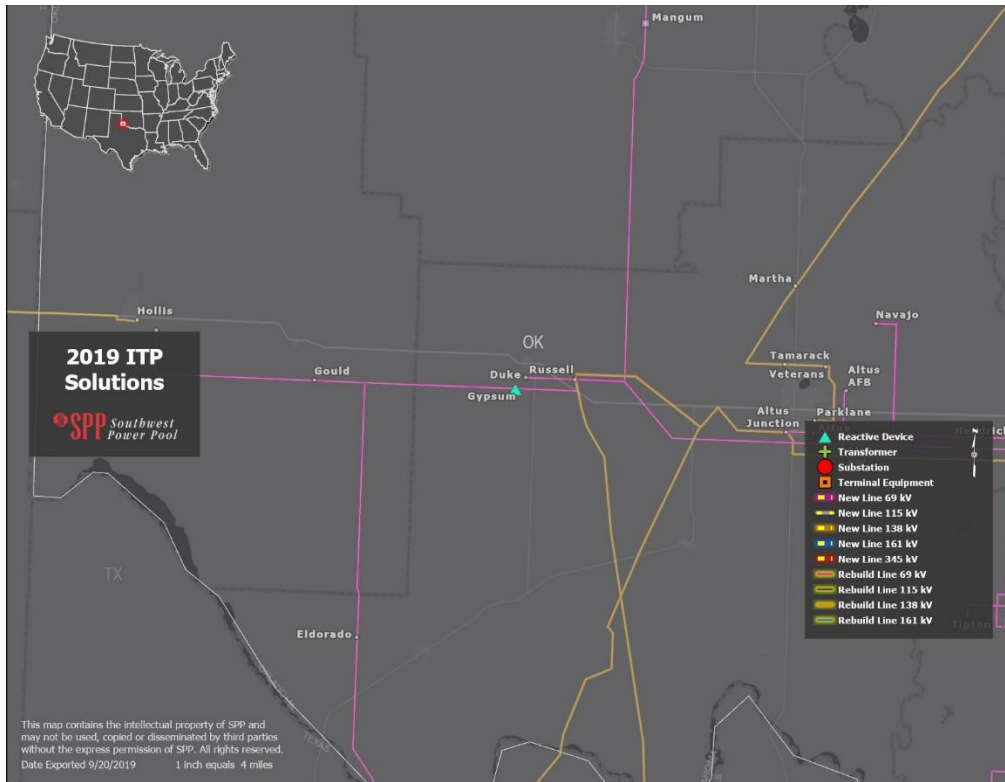 Mangum
Hollis
Martha
Navajo
OK
Tamarack
Veterans
Altus
AFB
Gould
Duke
Russell
Gypsum
Altus
Junction
Parklane
Altus
2019 ITP
Solutions
SPP Southwest
Power Pool
Reactive Device
Transformer
Substation
Terminal Equipment
New Line 69 kV
New Line 115 kV
New Line 138 kV
New Line 161 kV
New Line 345 kV
Rebuild Line 69 kV
Rebuild Line 115 kV
Rebuild Line 138 kV
Rebuild Line 161 kV
N
TX
Eldorado
Tipton
OKLAHOMA
TEXAS
This map contains the intellectual property of SPP and
may not be used, copied or disseminated by third parties
without the express permission of SPP. All rights reserved.
Date Exported 9/20/2019 1 inch equals 4 miles